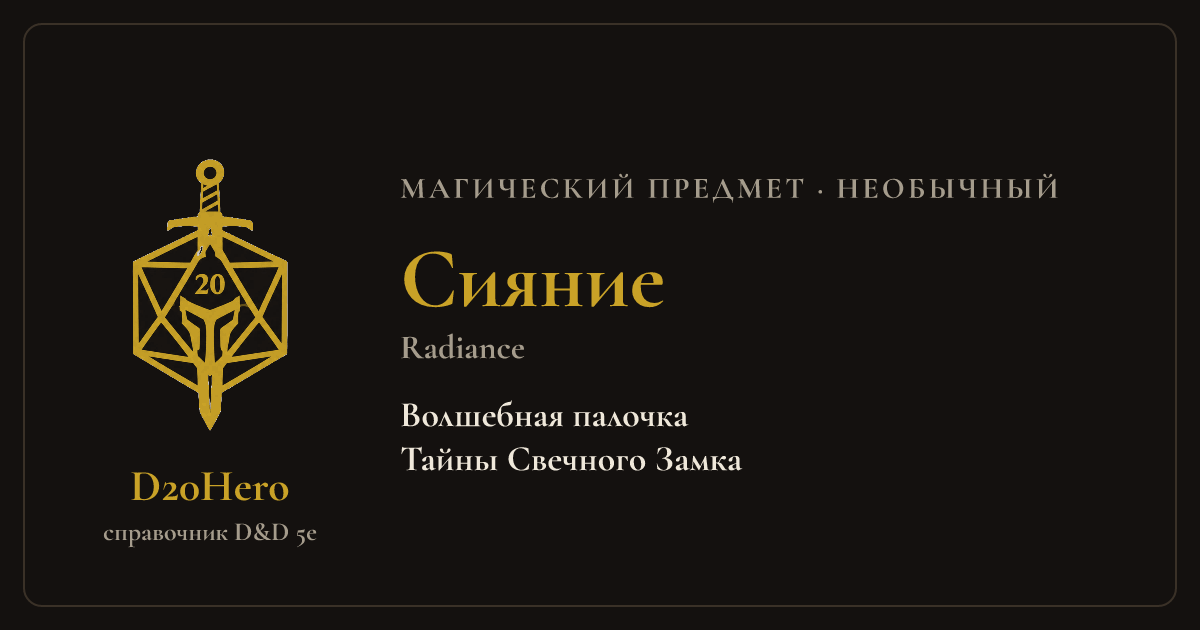 МАГИЧЕСКИЙ ПРЕДМЕТ · НЕОБЫЧНЫЙ
Сияние
Radiance
Волшебная палочка
Тайны Свечного Замка
20
D20Hero
справочник D&D 5e